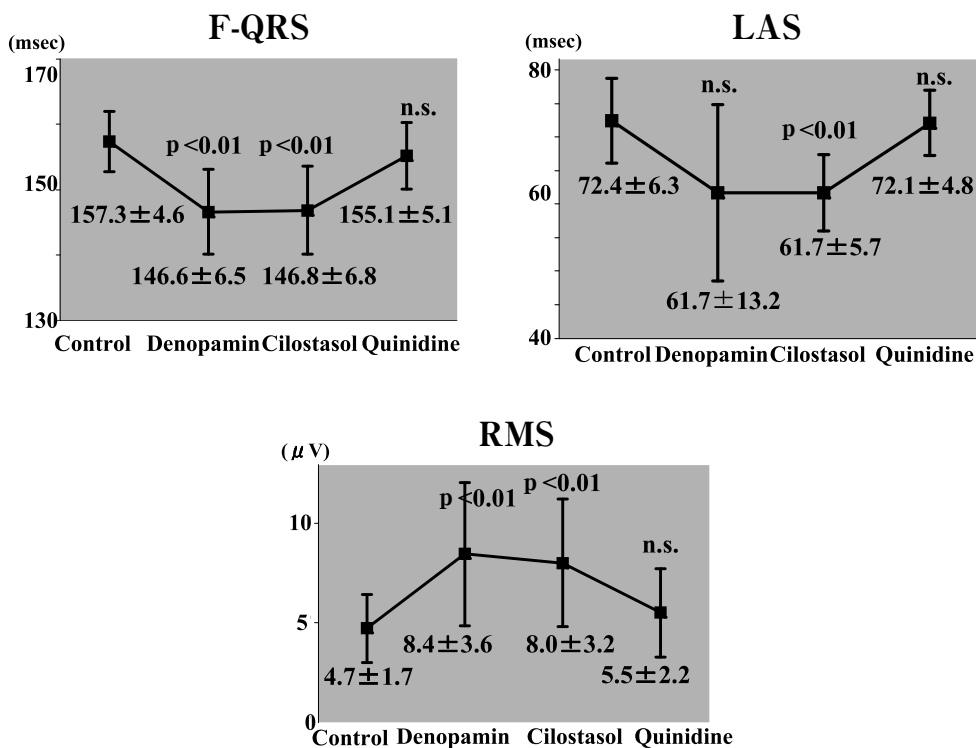 F-QRS
(msec)
170
n.s.
p <0.01 p <0.01
150
157.3±4.6 155.1±5.1
146.6±6.5 146.8±6.8
130
Control Denopamin Cilostasol Quinidine
LAS
(msec)
80
n.s. n.s.
p <0.01
72.4±6.3 72.1±4.8
60
61.7±5.7
61.7±13.2
40
Control Denopamin Cilostasol Quinidine
RMS
(μV)
p <0.01 p <0.01
10
n.s.
5
8.4±3.6 8.0±3.2
4.7±1.7 5.5±2.2
0
Control Denopamin Cilostasol Quinidine